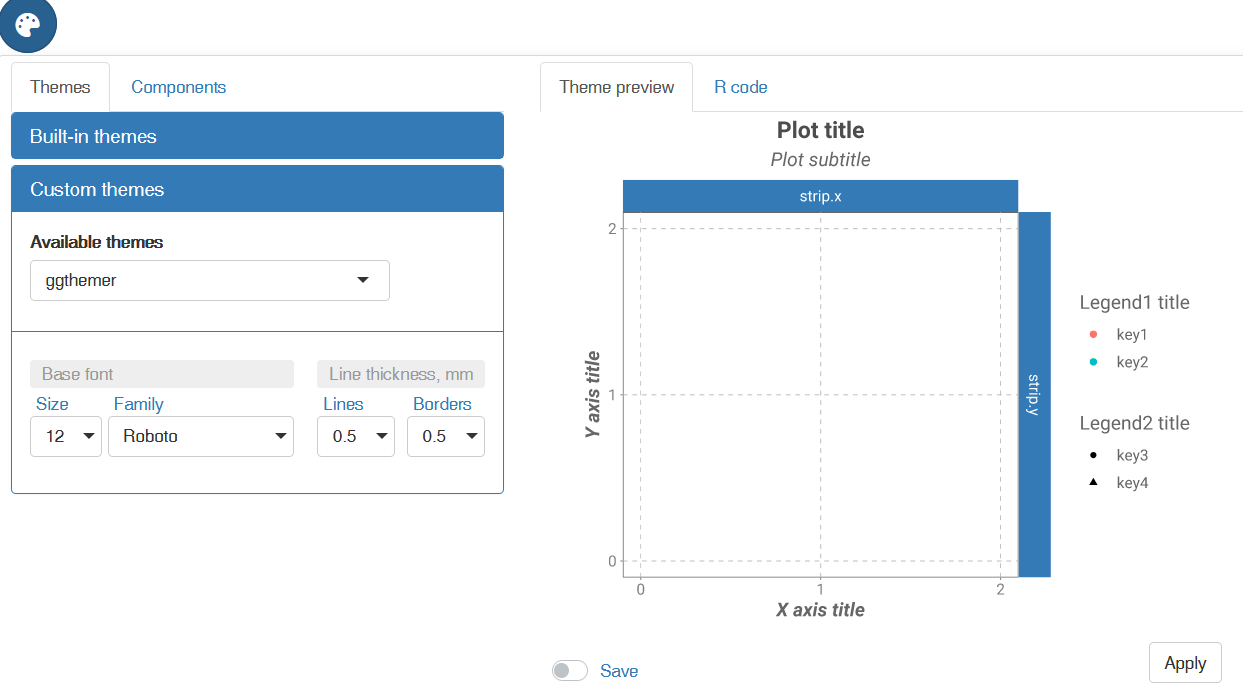 Themes
Components
Built-in themes
Custom themes
Available themes
ggthemer
Base font
Line thickness, mm
Size
Family
Lines
Borders
12
Roboto
0.5
0.5
Theme preview
R code
Plot title
Plot subtitle
strip.x
strip.y
2
1
0
Y axis title
0
1
2
X axis title
Legend1 title
key1
key2
Legend2 title
key3
key4
Save
Apply